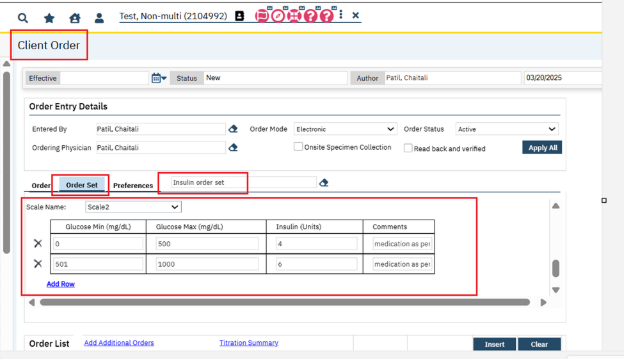 Test, Non-multi (2104992)
Client Order
Effective Status New Author Patil, Chaitali 03/20/2025
Order Entry Details
Entered By Patil, Chaitali Order Mode Electronic Order Status Active
Ordering Physician Patil, Chaitali Onsite Specimen Collection Read back and verified Apply All
Order Order Set Preferences Insulin order set
Scale Name: Scale2
Glucose Min (mg/dL) Glucose Max (mg/dL) Insulin (Units) Comments
0 500 4 medication as per
501 1000 6 medication as per
Add Row
Order List Add Additional Orders Titration Summary Insert Clear